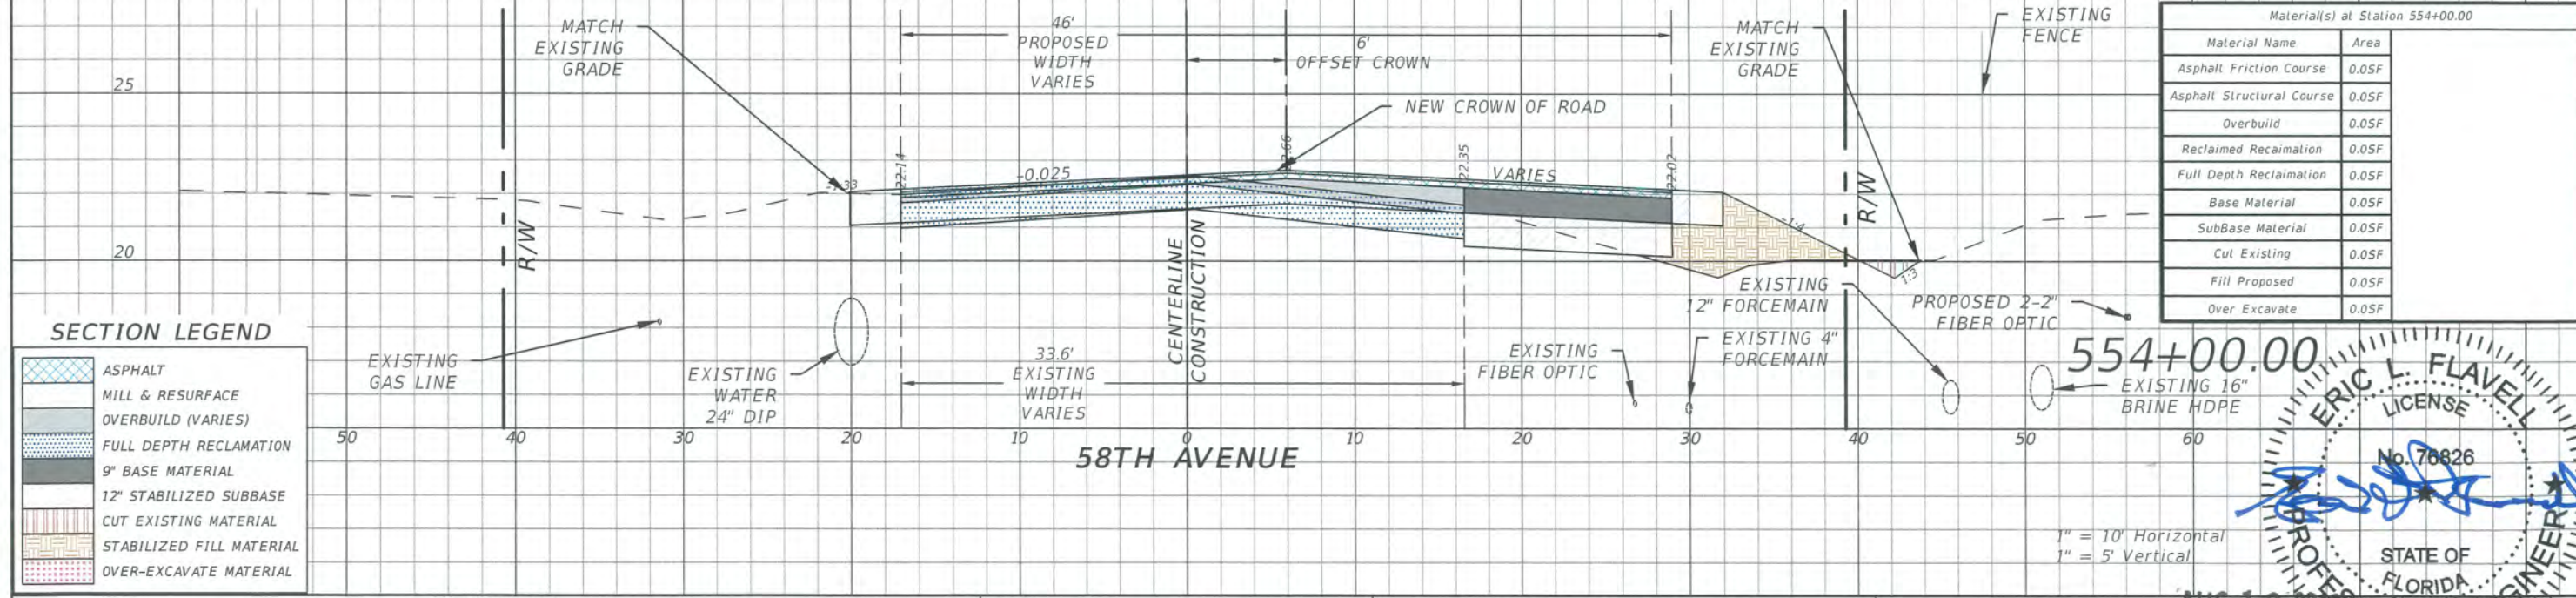 MATCH
EXISTING
GRADE
46'
PROPOSED
WIDTH
VARIES
6'
OFFSET CROWN
NEW CROWN OF ROAD
MATCH
EXISTING
GRADE
EXISTING
FENCE
Material(s) at Station 554+00.00
Material Name Area
Asphalt Friction Course 0.0SF
Asphalt Structural Course 0.0SF
Overbuild 0.0SF
Reclaimed Recaimation 0.0SF
Full Depth Reclaimation 0.0SF
Base Material 0.0SF
SubBase Material 0.0SF
Cut Existing 0.0SF
Fill Proposed 0.0SF
Over Excavate 0.0SF
25
20
22.14
-0.025
22.35
VARIES
22.02
-1:4
1:3
R/W
R/W
CENTERLINE
CONSTRUCTION
EXISTING
GAS LINE
EXISTING
WATER
24" DIP
33.6'
EXISTING
WIDTH
VARIES
EXISTING
FIBER OPTIC
EXISTING 4"
FORCEMAIN
EXISTING
12" FORCEMAIN
PROPOSED 2-2"
FIBER OPTIC
554+00.00
EXISTING 16"
BRINE HDPE
50 40 30 20 10 0 10 20 30 40 50 60
58TH AVENUE
SECTION LEGEND
ASPHALT
MILL & RESURFACE
OVERBUILD (VARIES)
FULL DEPTH RECLAMATION
9" BASE MATERIAL
12" STABILIZED SUBBASE
CUT EXISTING MATERIAL
STABILIZED FILL MATERIAL
OVER-EXCAVATE MATERIAL
1" = 10' Horizontal
1" = 5' Vertical
ERIC L. FLAVELL
LICENSE
No. 76826
STATE OF
FLORIDA